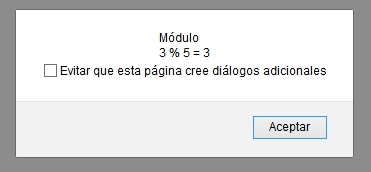 Módulo
3 % 5 = 3
Evitar que esta página cree diálogos adicionales
Aceptar